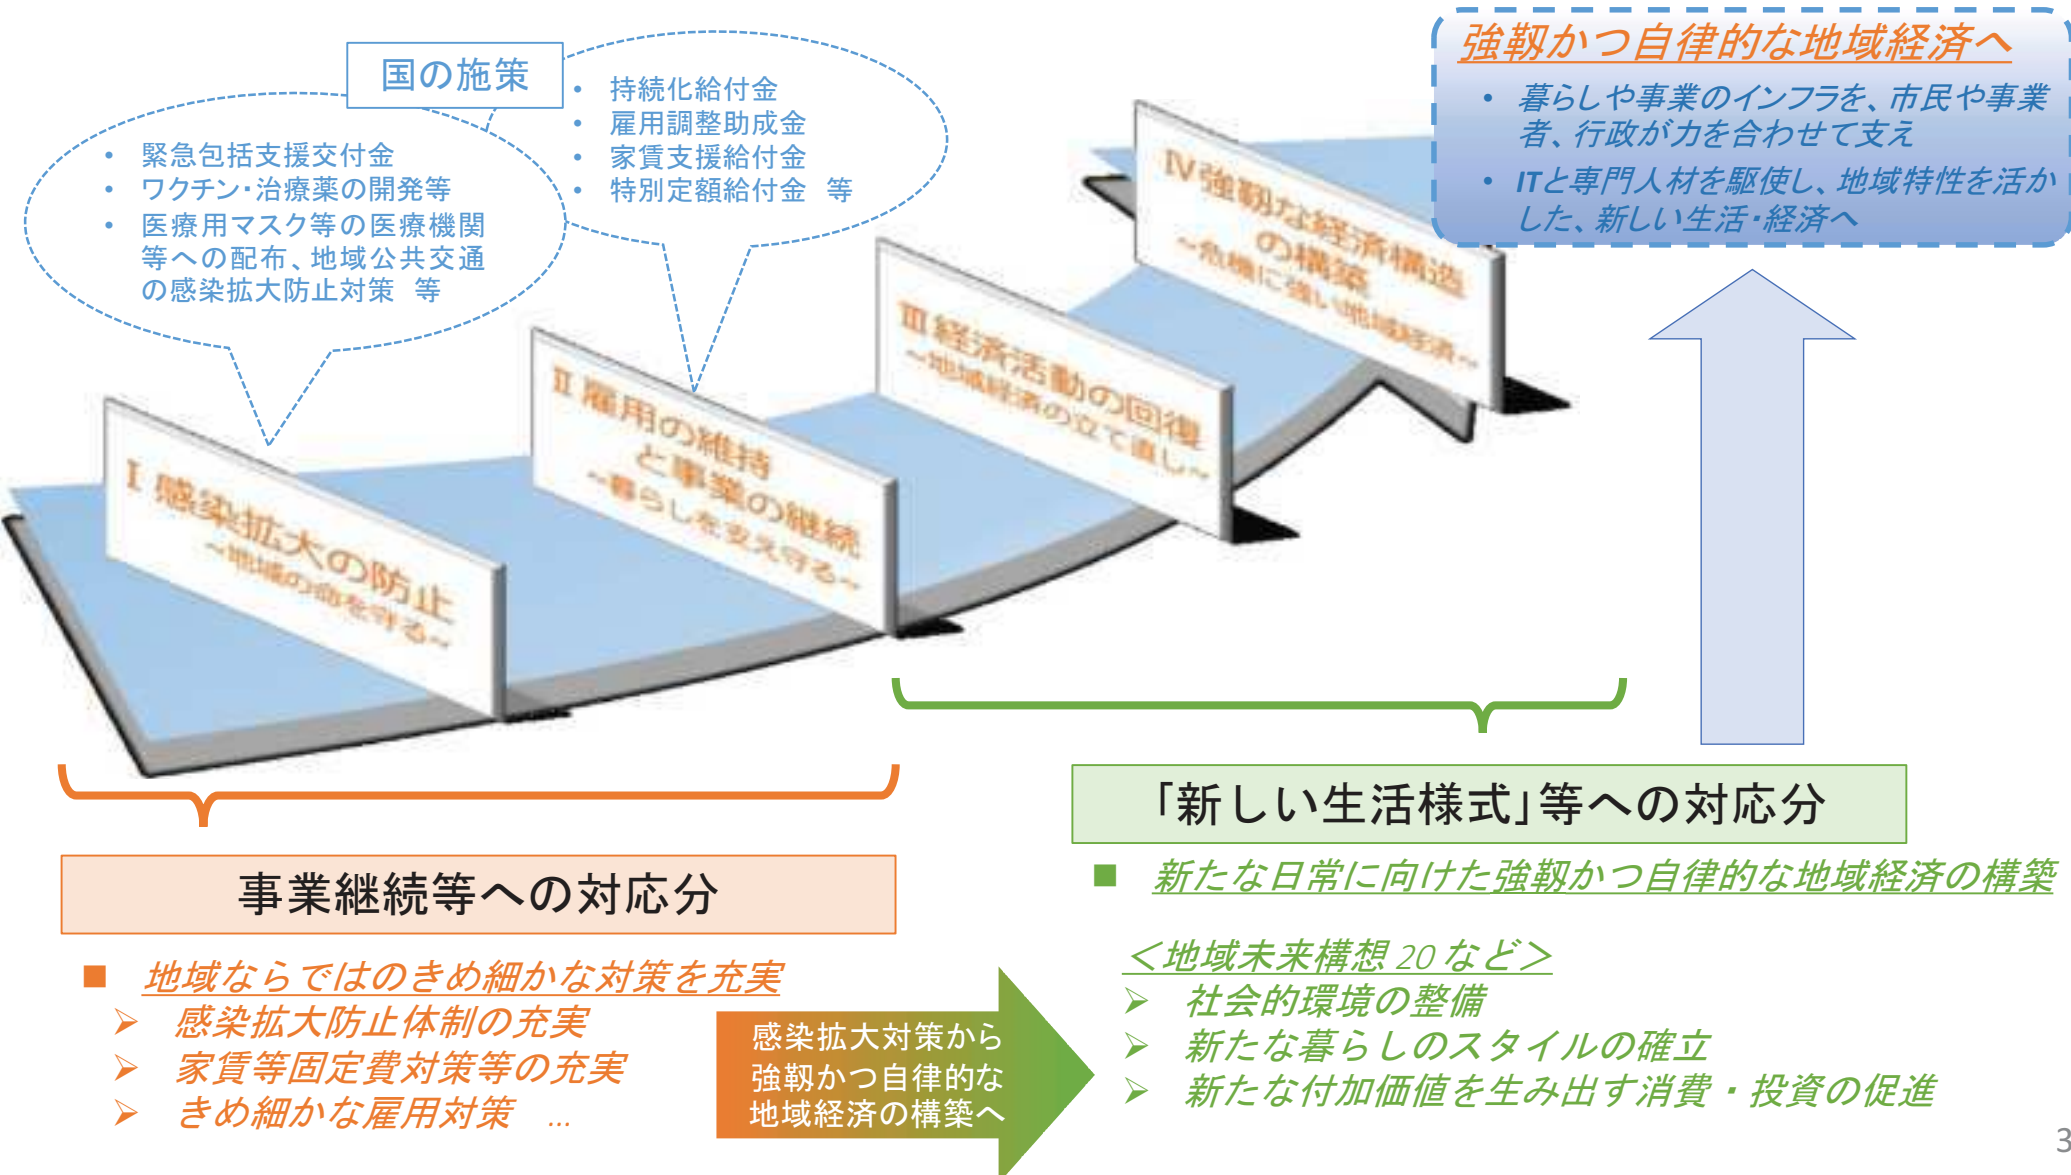 国の施策
• 緊急包括支援交付金
• ワクチン・治療薬の開発等
• 医療用マスク等の医療機関
等への配布、地域公共交通
の感染拡大防止対策 等
• 持続化給付金
• 雇用調整助成金
• 家賃支援給付金
• 特別定額給付金 等
強靱かつ自律的な地域経済へ
• 暮らしや事業のインフラを、市民や事業
者、行政が力を合わせて支え
• ITと専門人材を駆使し、地域特性を活か
した、新しい生活・経済へ
Ⅰ 感染拡大の防止
~地域の命を守る~
Ⅱ 雇用の維持
と事業の継続
~暮らしを支え守る~
Ⅲ 経済活動の回復
~地域経済の立て直し~
Ⅳ 強靱な経済構造
の構築
~危機に強い地域経済~
事業継続等への対応分
■ 地域ならではのきめ細かな対策を充実
➢ 感染拡大防止体制の充実
➢ 家賃等固定費対策等の充実
➢ きめ細かな雇用対策 …
感染拡大対策から
強靱かつ自律的な
地域経済の構築へ
「新しい生活様式」等への対応分
■ 新たな日常に向けた強靱かつ自律的な地域経済の構築
＜地域未来構想 20 など＞
➢ 社会的環境の整備
➢ 新たな暮らしのスタイルの確立
➢ 新たな付加価値を生み出す消費・投資の促進
3